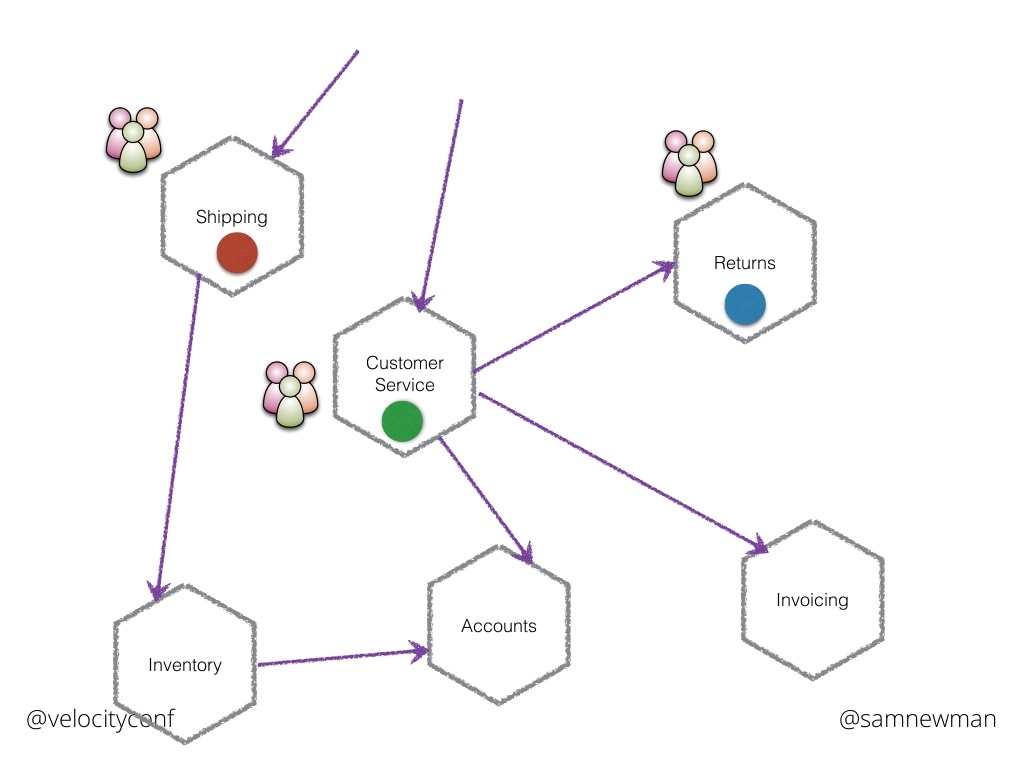 Shipping
Returns
Customer
Service
Invoicing
Accounts
Inventory
@velocityconf
@samnewman